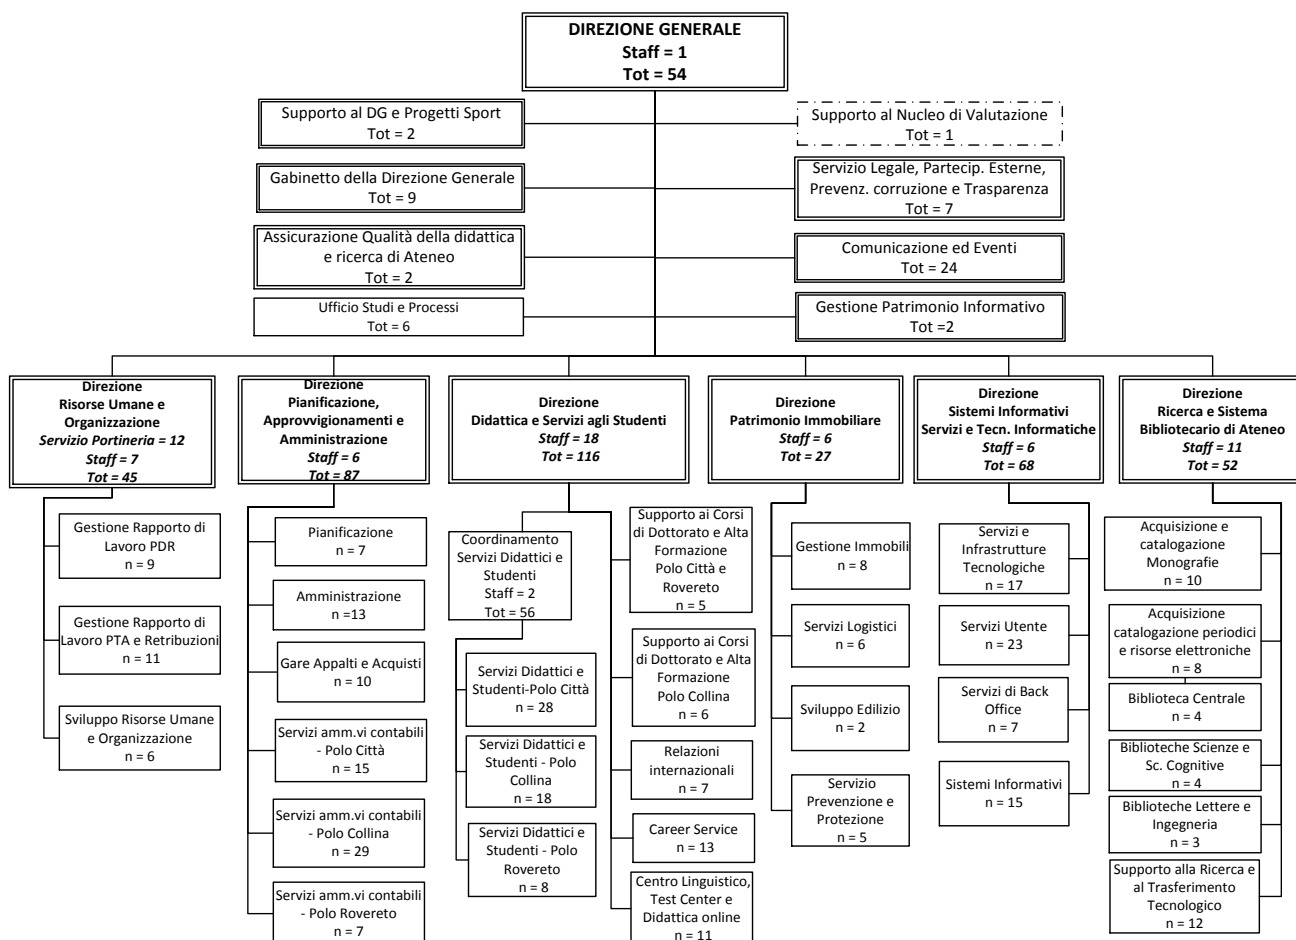 DIREZIONE GENERALE
Staff = 1
Tot = 54
Supporto al DG e Progetti Sport
Tot = 2
Supporto al Nucleo di Valutazione
Tot = 1
Gabinetto della Direzione Generale
Tot = 9
Servizio Legale, Partecip. Esterne,
Prevenz. corruzione e Trasparenza
Tot = 7
Assicurazione Qualità della didattica
e ricerca di Ateneo
Tot = 2
Comunicazione ed Eventi
Tot = 24
Ufficio Studi e Processi
Tot = 6
Gestione Patrimonio Informativo
Tot =2
Direzione
Risorse Umane e
Organizzazione
Servizio Portineria = 12
Staff = 7
Tot = 45
Direzione
Pianificazione,
Approvvigionamenti e
Amministrazione
Staff = 6
Tot = 87
Direzione
Didattica e Servizi agli Studenti
Staff = 18
Tot = 116
Direzione
Patrimonio Immobiliare
Staff = 6
Tot = 27
Direzione
Sistemi Informativi
Servizi e Tecn. Informatiche
Staff = 6
Tot = 68
Direzione
Ricerca e Sistema
Bibliotecario di Ateneo
Staff = 11
Tot = 52
Gestione Rapporto di
Lavoro PDR
n = 9
Gestione Rapporto di
Lavoro PTA e Retribuzioni
n = 11
Sviluppo Risorse Umane
e Organizzazione
n = 6
Pianificazione
n = 7
Amministrazione
n =13
Gare Appalti e Acquisti
n = 10
Servizi amm.vi contabili
- Polo Città
n = 15
Servizi amm.vi contabili
- Polo Collina
n = 29
Servizi amm.vi contabili
- Polo Rovereto
n = 7
Coordinamento
Servizi Didattici e
Studenti
Staff = 2
Tot = 56
Servizi Didattici e
Studenti-Polo Città
n = 28
Servizi Didattici e
Studenti - Polo
Collina
n = 18
Servizi Didattici e
Studenti - Polo
Rovereto
n = 8
Supporto ai Corsi
di Dottorato e Alta
Formazione
Polo Città e
Rovereto
n = 5
Supporto ai Corsi
di Dottorato e Alta
Formazione
Polo Collina
n = 6
Relazioni
internazionali
n = 7
Career Service
n = 13
Centro Linguistico,
Test Center e
Didattica online
n = 11
Gestione Immobili
n = 8
Servizi Logistici
n = 6
Sviluppo Edilizio
n = 2
Servizio
Prevenzione e
Protezione
n = 5
Servizi e
Infrastrutture
Tecnologiche
n = 17
Servizi Utente
n = 23
Servizi di Back
Office
n = 7
Sistemi Informativi
n = 15
Acquisizione e
catalogazione
Monografie
n = 10
Acquisizione
catalogazione periodici
e risorse elettroniche
n = 8
Biblioteca Centrale
n = 4
Biblioteche Scienze e
Sc. Cognitive
n = 4
Biblioteche Lettere e
Ingegneria
n = 3
Supporto alla Ricerca e
al Trasferimento
Tecnologico
n = 12